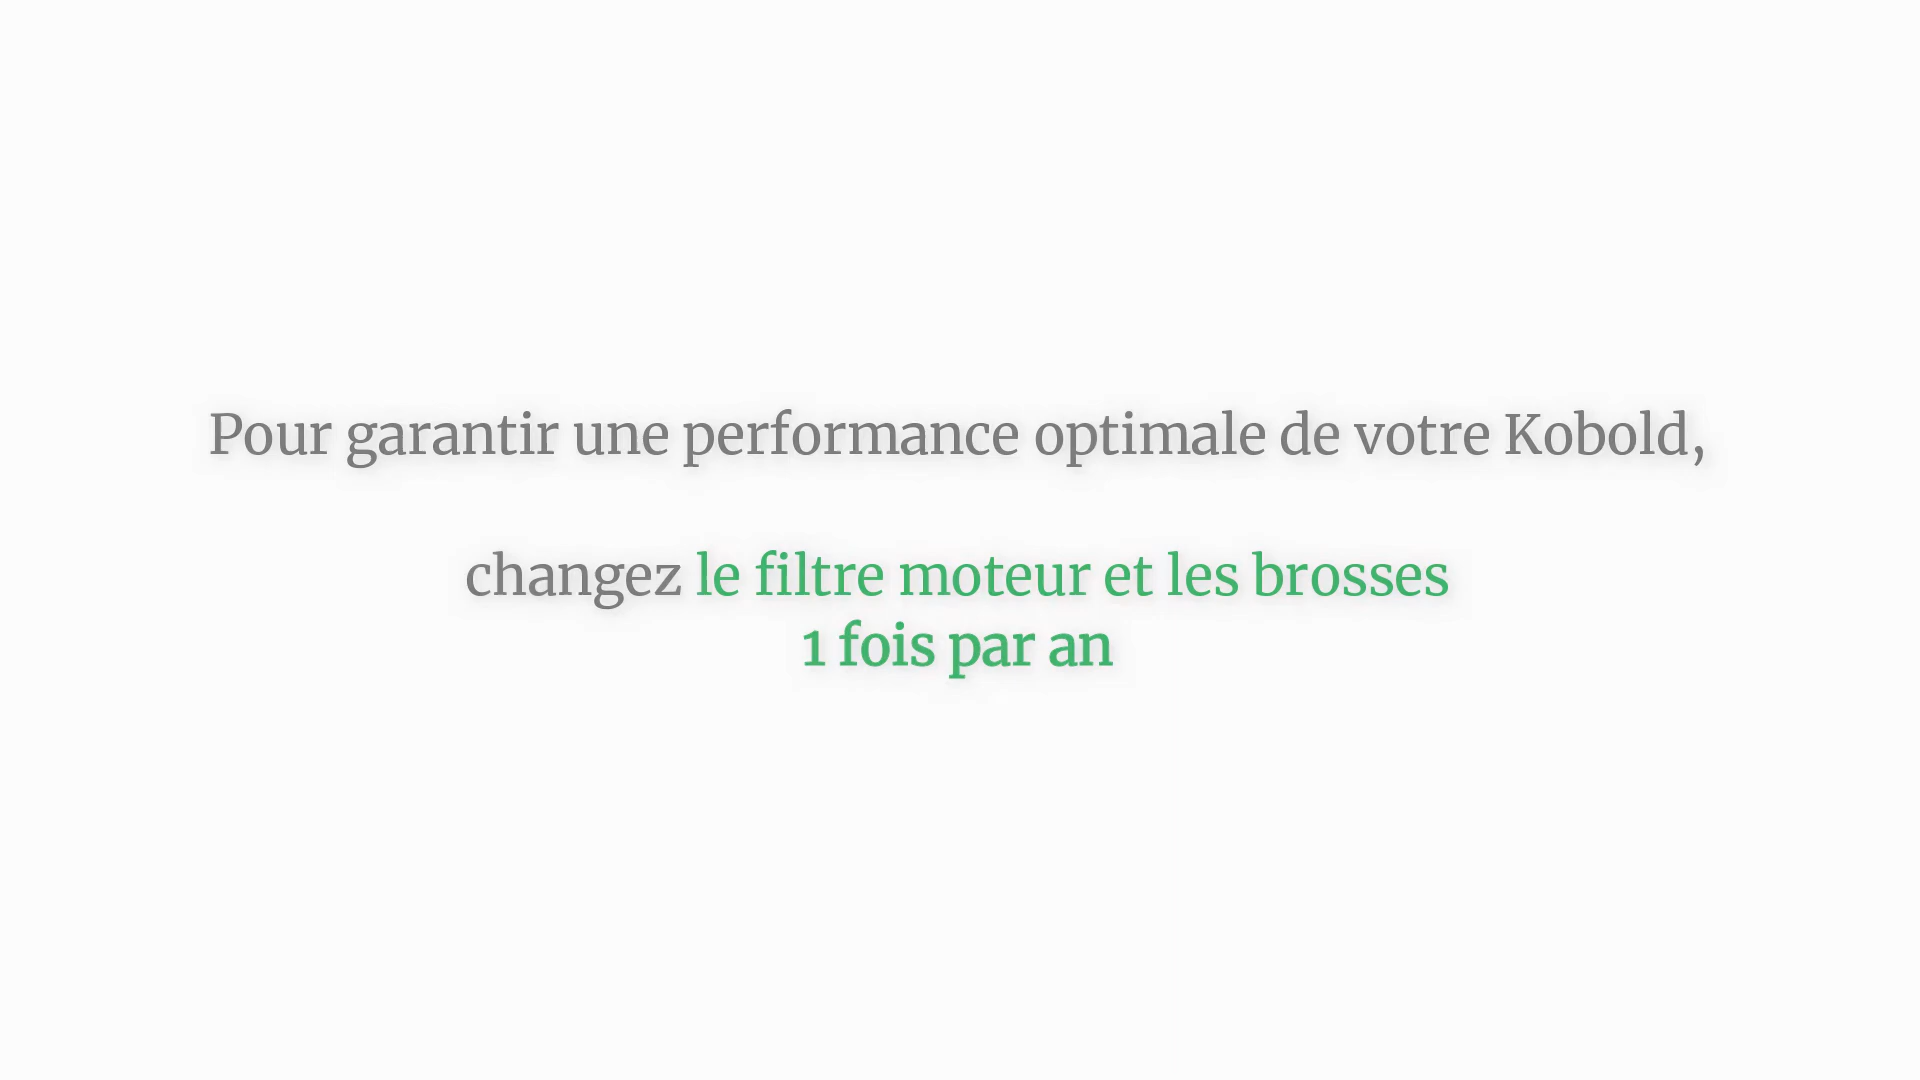 Pour garantir une performance optimale de votre Kobold,
changez le filtre moteur et les brosses
1 fois par an